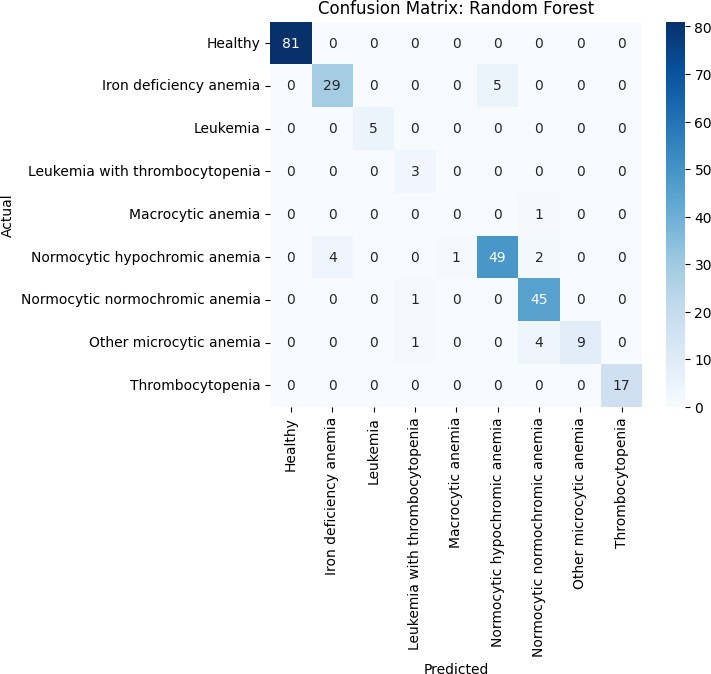 Confusion Matrix: Random Forest
Actual
Healthy 81 0 0 0 0 0 0 0 0
Iron deficiency anemia 0 29 0 0 0 5 0 0 0
Leukemia 0 0 5 0 0 0 0 0 0
Leukemia with thrombocytopenia 0 0 0 3 0 0 0 0 0
Macrocytic anemia 0 0 0 0 0 0 1 0 0
Normocytic hypochromic anemia 0 4 0 0 1 49 2 0 0
Normocytic normochromic anemia 0 0 0 1 0 0 45 0 0
Other microcytic anemia 0 0 0 1 0 0 4 9 0
Thrombocytopenia 0 0 0 0 0 0 0 0 17
Healthy
Iron deficiency anemia
Leukemia
Leukemia with thrombocytopenia
Macrocytic anemia
Normocytic hypochromic anemia
Normocytic normochromic anemia
Other microcytic anemia
Thrombocytopenia
Predicted
80
70
60
50
40
30
20
10
0